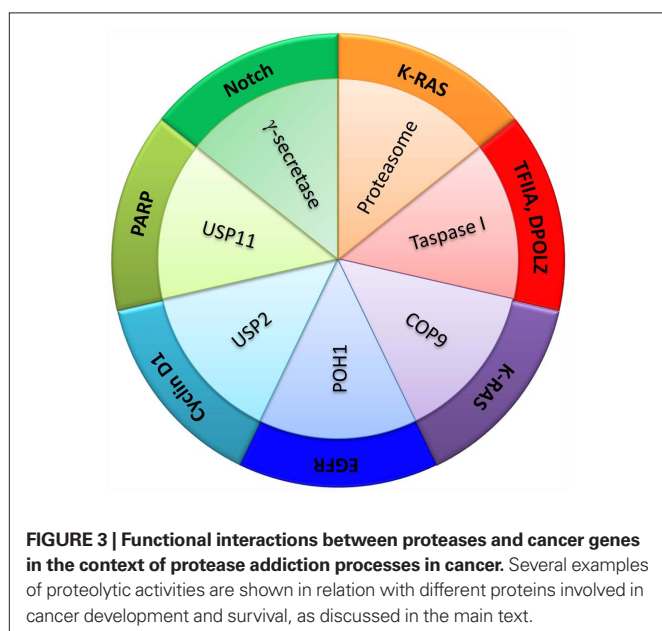 Notch
K-RAS
γ-secretase
Proteasome
PARP
TFIIA, DPOLZ
USP11
Taspase I
USP2
COP9
POH1
Cyclin D1
K-RAS
EGFR
FIGURE 3 | Functional interactions between proteases and cancer genes
in the context of protease addiction processes in cancer. Several examples
of proteolytic activities are shown in relation with different proteins involved in
cancer development and survival, as discussed in the main text.